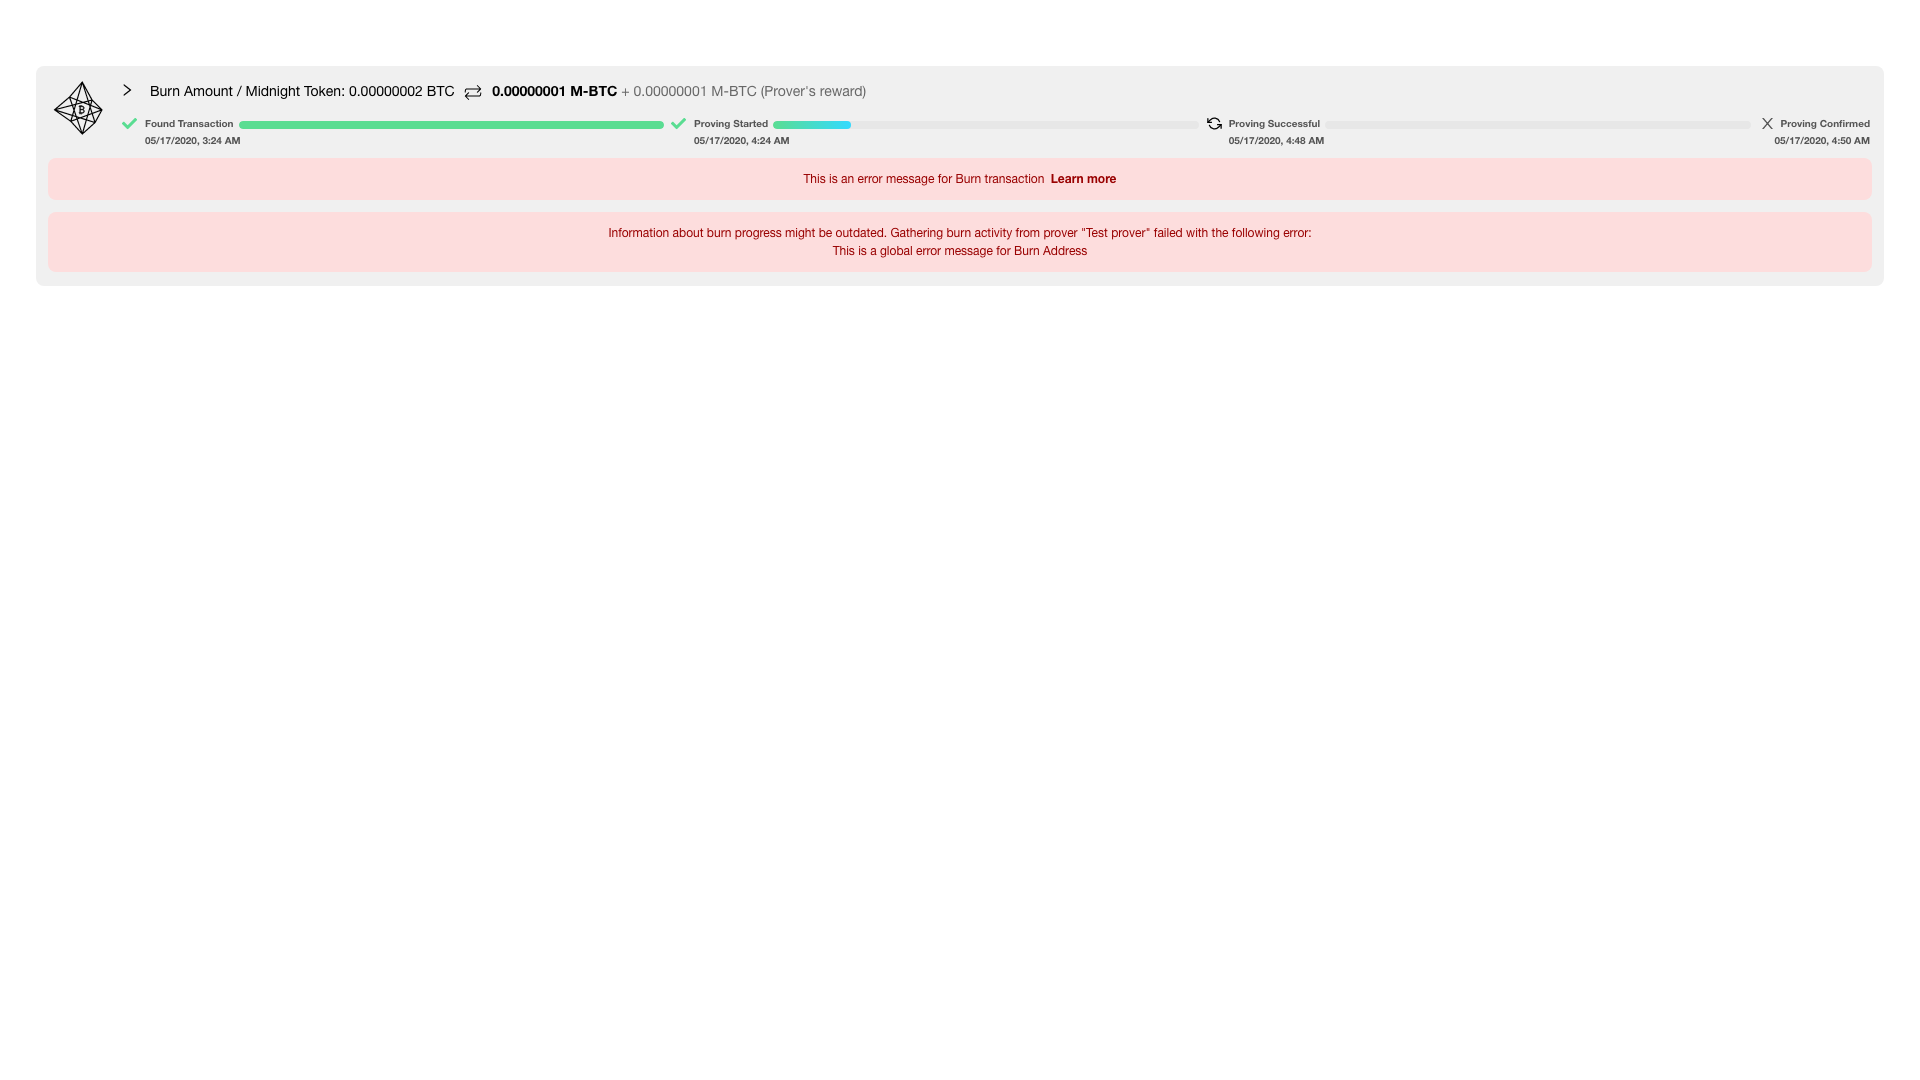 Burn Amount / Midnight Token: 0.00000002 BTC 0.00000001 M-BTC + 0.00000001 M-BTC (Prover's reward)
Found Transaction Proving Started Proving Successful Proving Confirmed
05/17/2020, 3:24 AM 05/17/2020, 4:24 AM 05/17/2020, 4:48 AM 05/17/2020, 4:50 AM
This is an error message for Burn transaction Learn more
Information about burn progress might be outdated. Gathering burn activity from prover "Test prover" failed with the following error:
This is a global error message for Burn Address